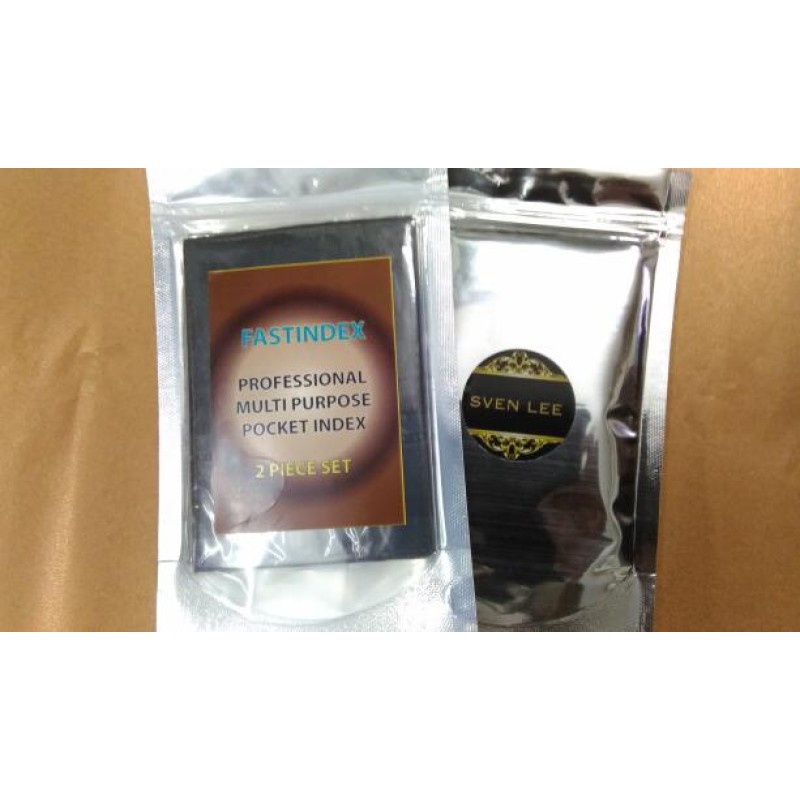 FASTINDEX
PROFESSIONAL
MULTI PURPOSE
POCKET INDEX
2 PIECE SET
SVEN LEE